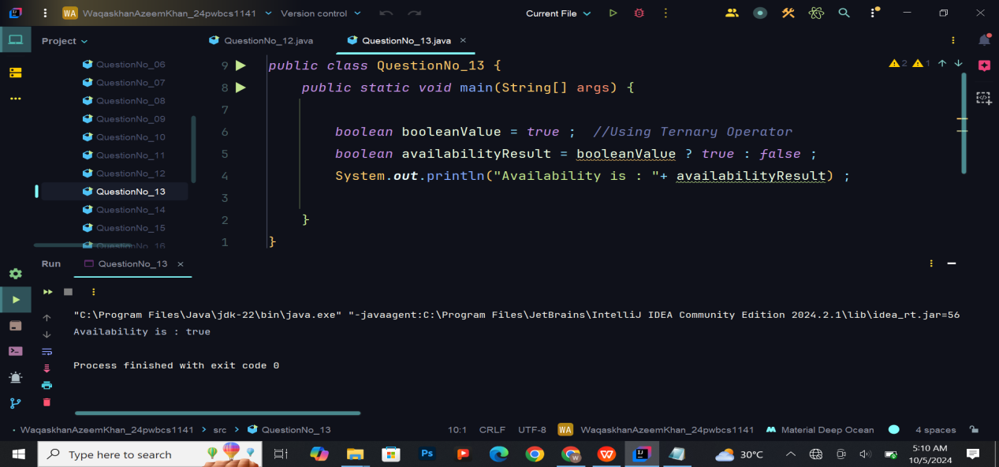 WA WaqaskhanAzeemKhan_24pwbcs1141 Version control Current File
Project QuestionNo_12.java QuestionNo_13.java
QuestionNo_06
QuestionNo_07
QuestionNo_08
QuestionNo_09
QuestionNo_10
QuestionNo_11
QuestionNo_12
QuestionNo_13
QuestionNo_14
QuestionNo_15
QuestionNo_16
2 1
9 public class QuestionNo_13 {
8 public static void main(String[] args) {
7
6 boolean booleanValue = true ; //Using Ternary Operator
5 boolean availabilityResult = booleanValue ? true : false ;
4 System.out.println("Availability is : "+ availabilityResult) ;
3
2 }
1 }
Run QuestionNo_13
"C:\Program Files\Java\jdk-22\bin\java.exe" "-javaagent:C:\Program Files\JetBrains\IntelliJ IDEA Community Edition 2024.2.1\lib\idea_rt.jar=56
Availability is : true
Process finished with exit code 0
WaqaskhanAzeemKhan_24pwbcs1141 > src > QuestionNo_13 10:1 CRLF UTF-8 WA WaqaskhanAzeemKhan_24pwbcs1141 Material Deep Ocean 4 spaces
Type here to search Ps W 30°C 5:10 AM
10/5/2024